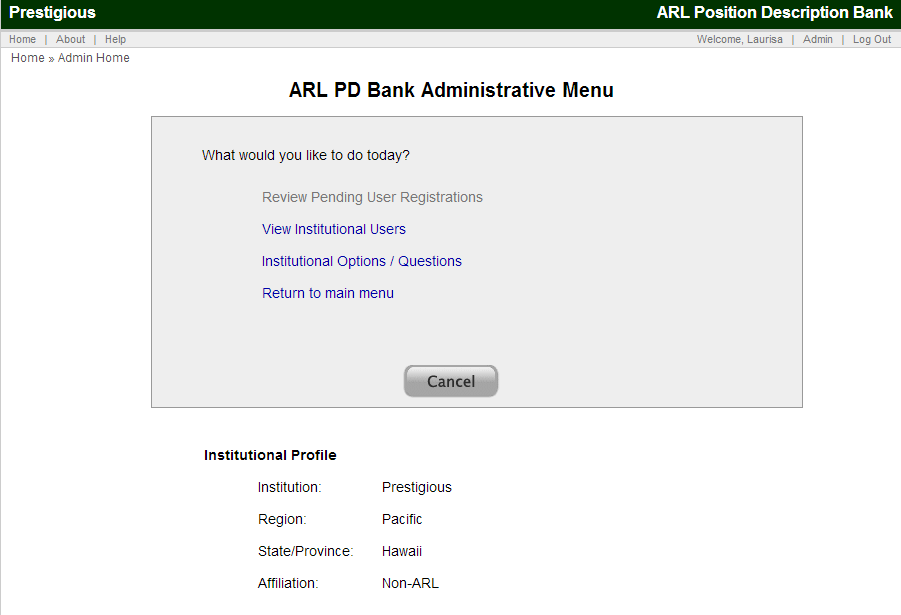 Prestigious ARL Position Description Bank
Home | About | Help Welcome, Laurisa | Admin | Log Out
Home » Admin Home
ARL PD Bank Administrative Menu
What would you like to do today?
Review Pending User Registrations
View Institutional Users
Institutional Options / Questions
Return to main menu
Cancel
Institutional Profile
Institution: Prestigious
Region: Pacific
State/Province: Hawaii
Affiliation: Non-ARL